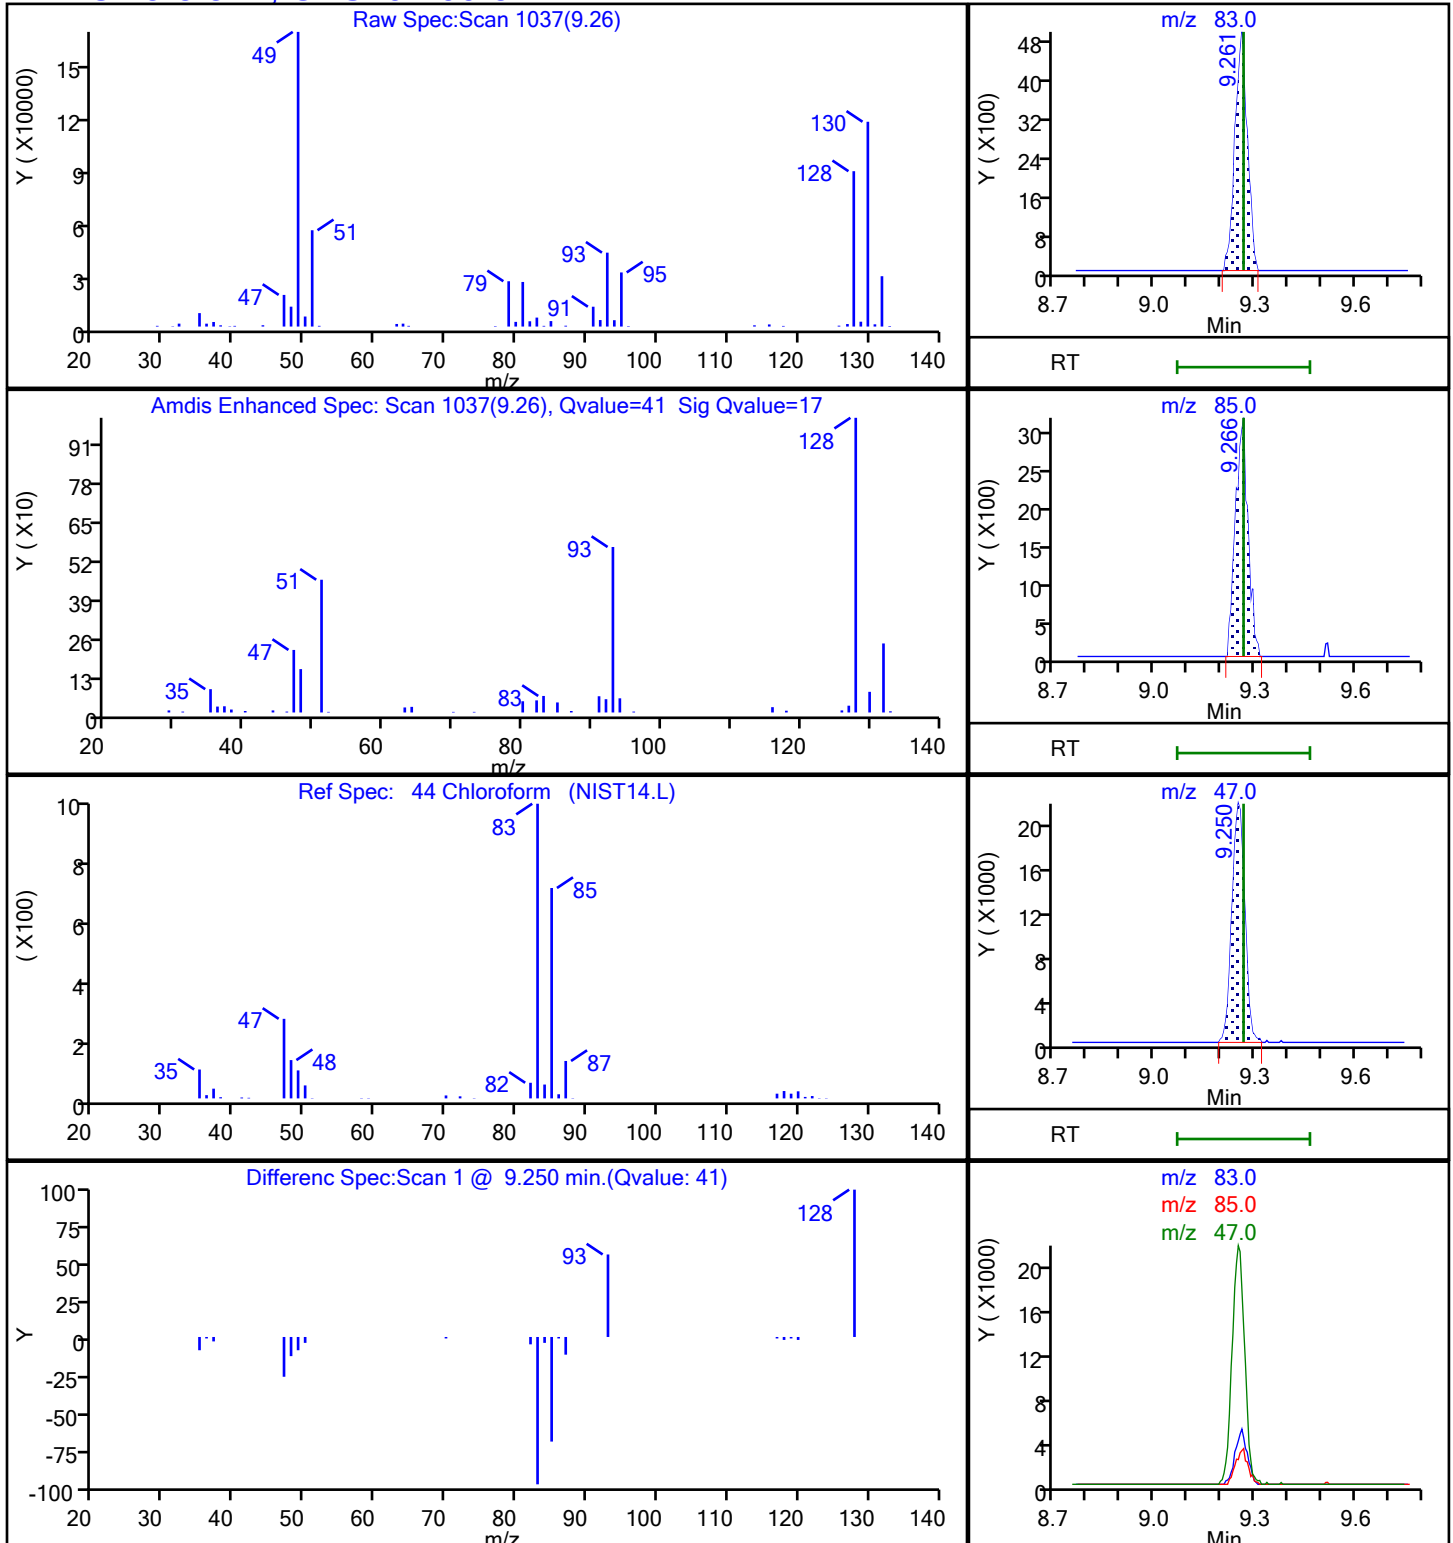 Raw Spec:Scan 1037(9.26)
Y ( X10000)
15
12
9
6
3
0
49
47
51
79
93
91
95
130
128
20 30 40 50 60 70 80 90 100 110 120 130 140
m/z
m/z 83.0
Y ( X100)
48
40
32
24
16
8
0
9.261
8.7 9.0 9.3 9.6
Min
RT
Amdis Enhanced Spec: Scan 1037(9.26), Qvalue=41 Sig Qvalue=17
Y ( X10)
91
78
65
52
39
26
13
0
35
47
51
83
93
128
20 40 60 80 100 120 140
m/z
m/z 85.0
Y ( X100)
30
25
20
15
10
5
0
9.266
8.7 9.0 9.3 9.6
Min
RT
Ref Spec: 44 Chloroform (NIST14.L)
( X100)
10
8
6
4
2
0
35
47
48
82
83
85
87
20 30 40 50 60 70 80 90 100 110 120 130 140
m/z 47.0
Y ( X1000)
20
16
12
8
4
0
9.250
8.7 9.0 9.3 9.6
Min
RT
Differenc Spec:Scan 1 @ 9.250 min.(Qvalue: 41)
Y
100
75
50
25
0
-25
-50
-75
-100
93
128
20 30 40 50 60 70 80 90 100 110 120 130 140
m/z
m/z 83.0
m/z 85.0
m/z 47.0
Y ( X1000)
20
16
12
8
4
0
8.7 9.0 9.3 9.6
Min